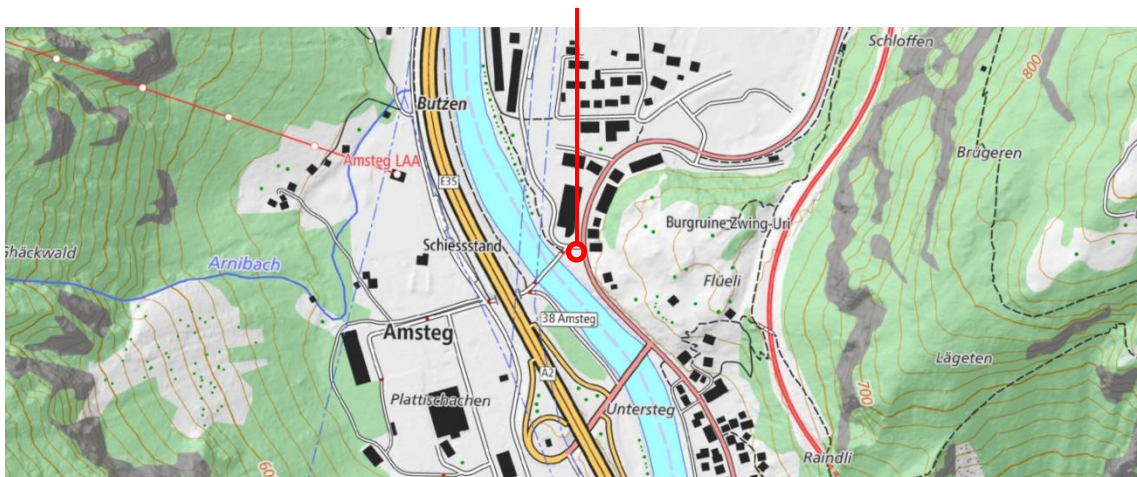 Schloffen
800
Butzen
Brügeren
Amsteg LAA
E35
Burgruine Zwing-Uri
Schiessstand
Ghäckwald
Arnibach
Flüeli
38 Amsteg
Amsteg
Lägeten
A2
700
Plattischachen
Untersteg
Raindli